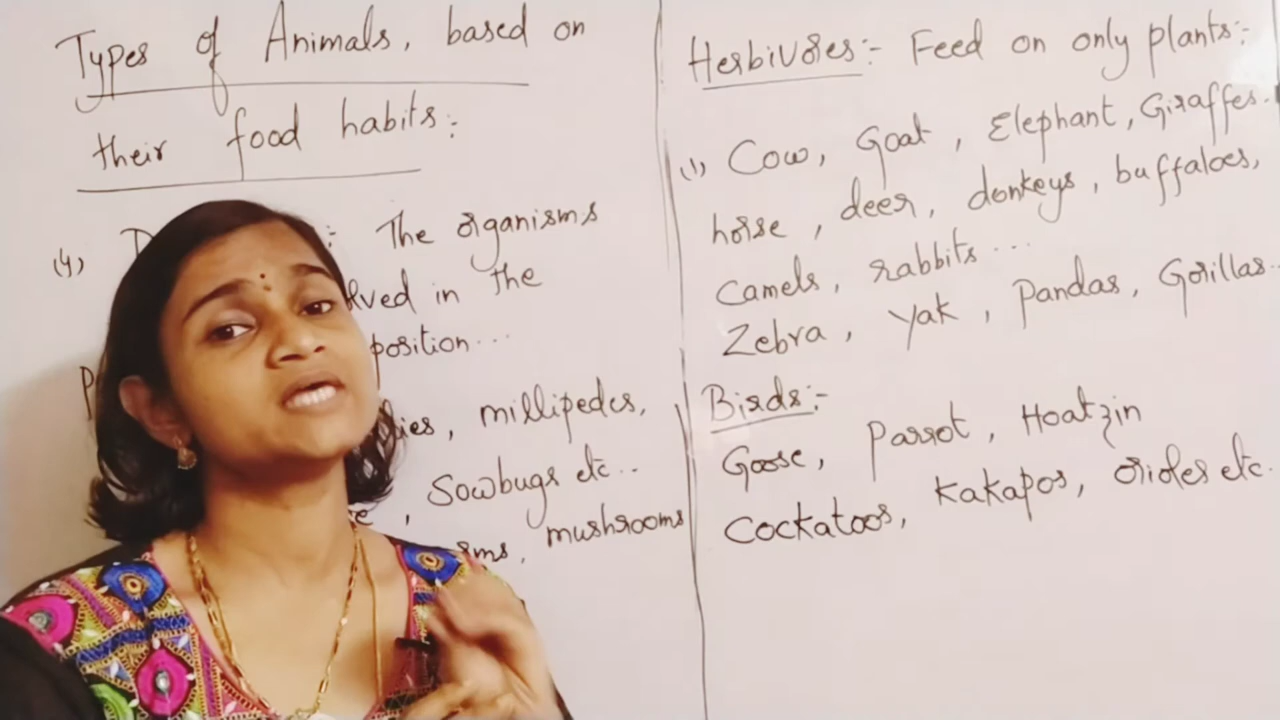 Types of Animals, based on
their food habits:
(4) : The organisms
lved in the
position...
ies, millipedes,
, Sowbugs etc..
sms, mushrooms
Herbivores:- Feed on only plants:
(1) Cow, Goat, Elephant, Giraffes.
horse, deer, donkeys, buffaloes,
Camels, rabbits...
Zebra, Yak, Pandas, Gorillas..
Birds:-
Goose, Parrot, Hoatzin
Cockatoos, Kakapos, Orioles etc.